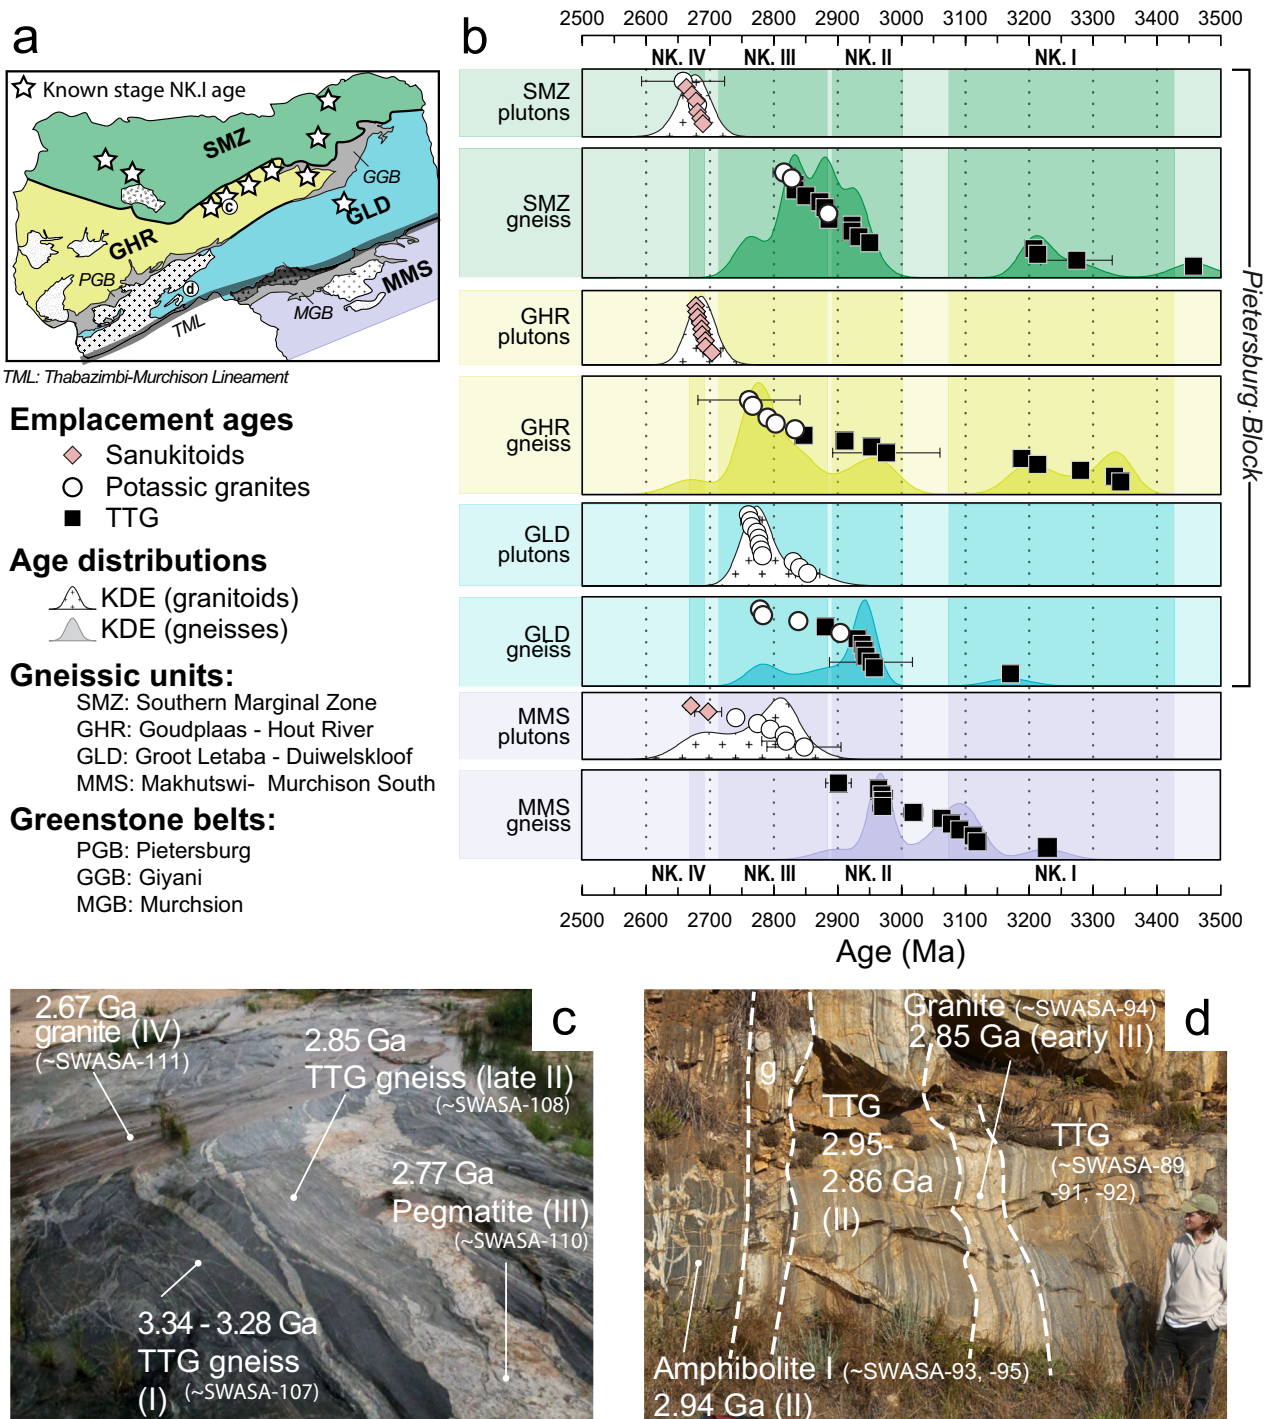 a
Known stage NK.I age
SMZ
GGB
c
GLD
GHR
PGB
d
MMS
MGB
TML
TML: Thabazimbi-Murchison Lineament
Emplacement ages
Sanukitoids
Potassic granites
TTG
Age distributions
KDE (granitoids)
KDE (gneisses)
Gneissic units:
SMZ: Southern Marginal Zone
GHR: Goudplaas - Hout River
GLD: Groot Letaba - Duiwelskloof
MMS: Makhutswi- Murchison South
Greenstone belts:
PGB: Pietersburg
GGB: Giyani
MGB: Murchsion
b
2500 2600 2700 2800 2900 3000 3100 3200 3300 3400 3500
NK. IV NK. III NK. II NK. I
SMZ
plutons
SMZ
gneiss
GHR
plutons
GHR
gneiss
GLD
plutons
GLD
gneiss
MMS
plutons
MMS
gneiss
Pietersburg-Block
NK. IV NK. III NK. II NK. I
2500 2600 2700 2800 2900 3000 3100 3200 3300 3400 3500
Age (Ma)
c
2.67 Ga
granite (IV)
(~SWASA-111)
2.85 Ga
TTG gneiss (late II)
(~SWASA-108)
2.77 Ga
Pegmatite (III)
(~SWASA-110)
3.34 - 3.28 Ga
TTG gneiss
(I) (~SWASA-107)
d
Granite (~SWASA-94)
2.85 Ga (early III)
g
TTG
2.95-
2.86 Ga
(II)
TTG
(~SWASA-89,
-91, -92)
Amphibolite I (~SWASA-93, -95)
2.94 Ga (II)